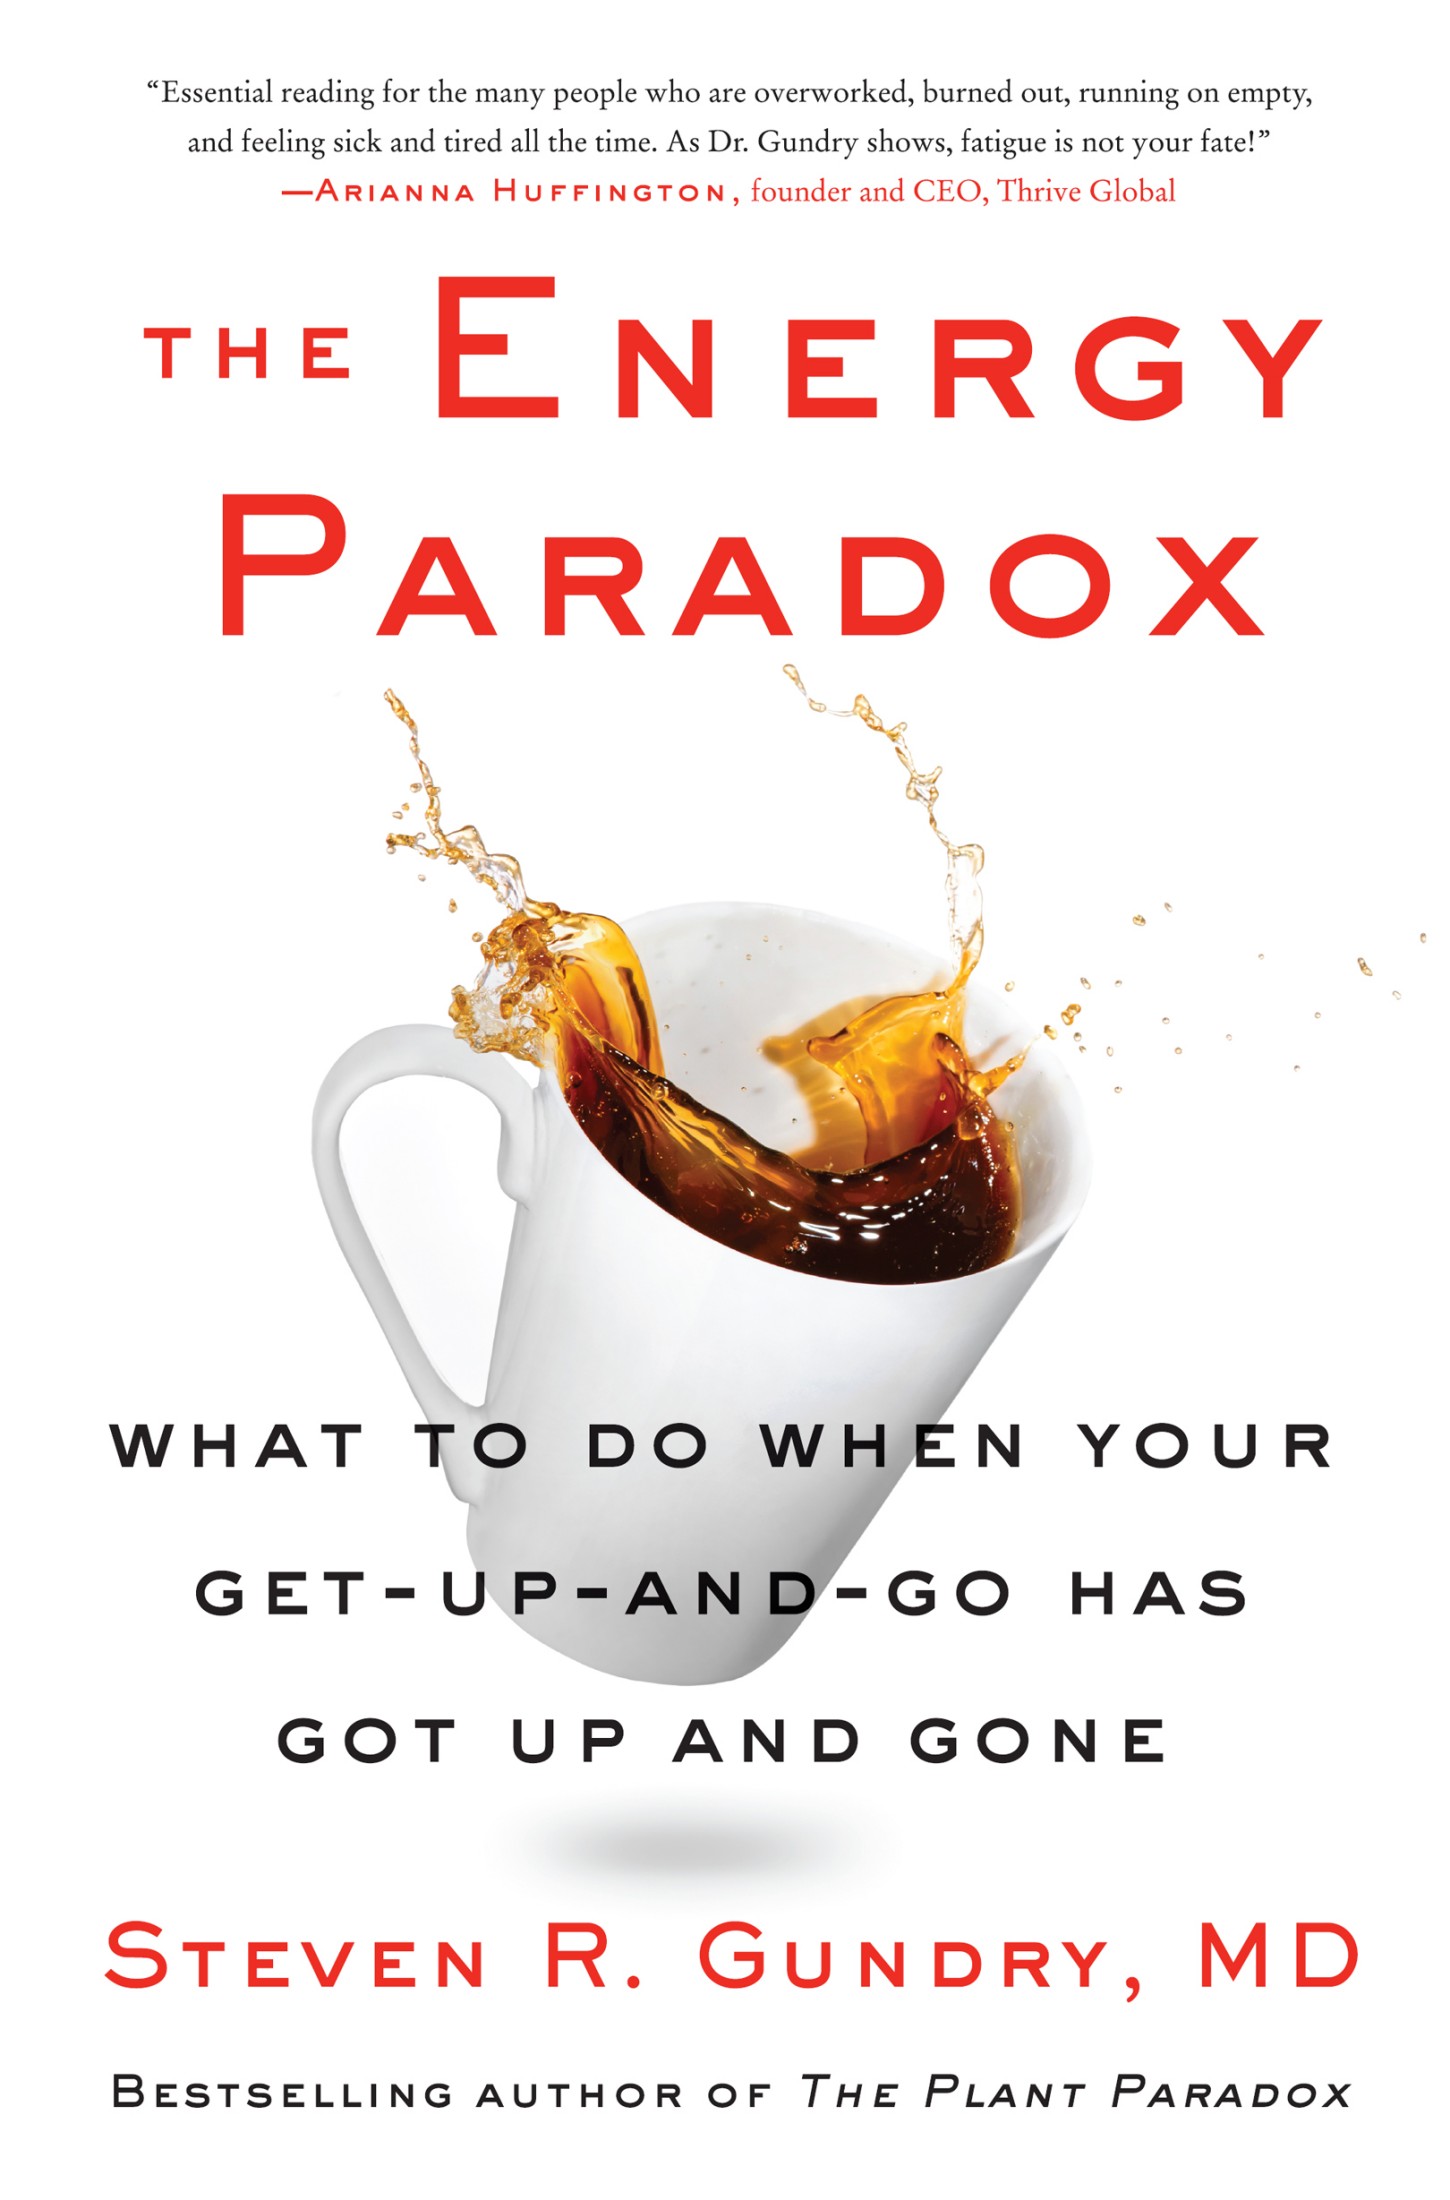 “Essential reading for the many people who are overworked, burned out, running on empty,
and feeling sick and tired all the time. As Dr. Gundry shows, fatigue is not your fate!”
—ARIANNA HUFFINGTON, founder and CEO, Thrive Global
THE ENERGY
PARADOX
WHAT TO DO WHEN YOUR
GET-UP-AND-GO HAS
GOT UP AND GONE
STEVEN R. GUNDRY, MD
BESTSELLING AUTHOR OF THE PLANT PARADOX